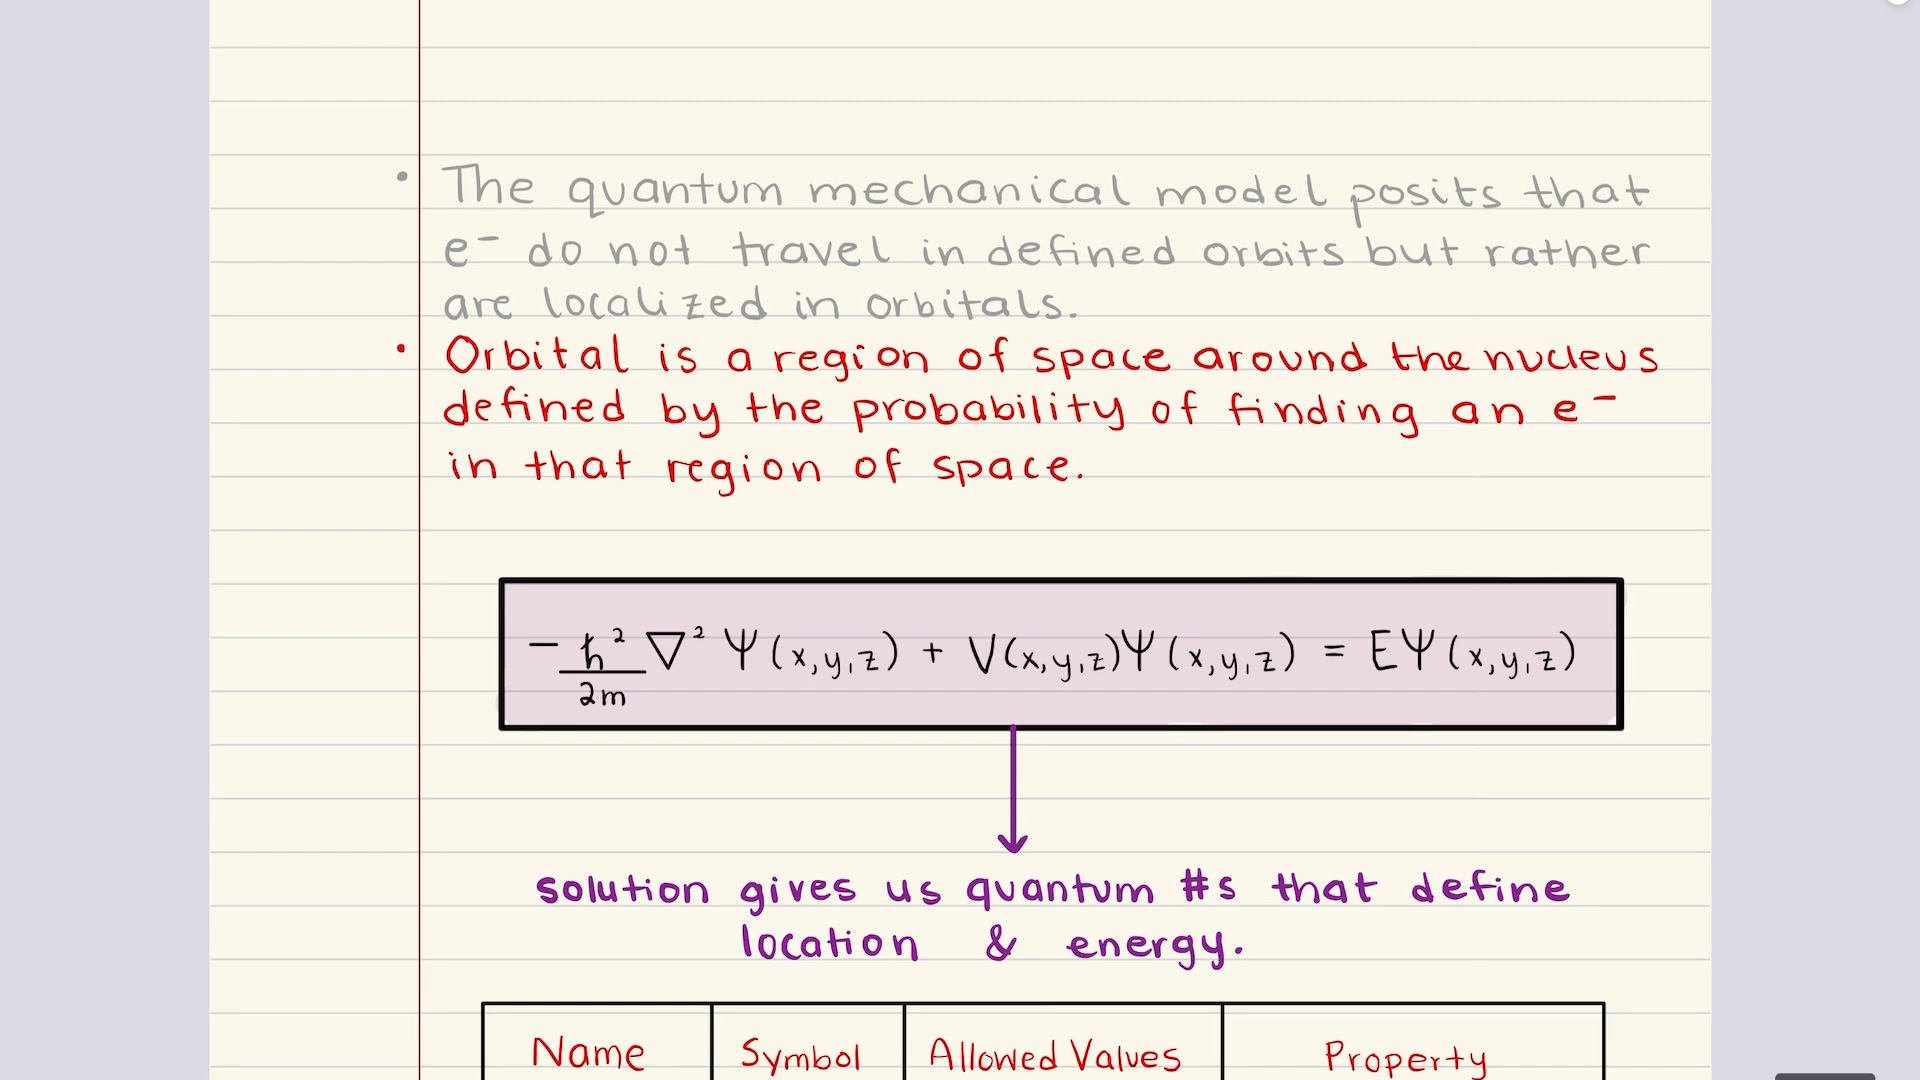 • The quantum mechanical model posits that
e⁻ do not travel in defined orbits but rather
are localized in orbitals.
• Orbital is a region of space around the nucleus
defined by the probability of finding an e⁻
in that region of space.
-ħ²/2m ∇²Ψ(x,y,z) + V(x,y,z)Ψ(x,y,z) = EΨ(x,y,z)
solution gives us quantum #s that define
location & energy.
Name Symbol Allowed Values Property